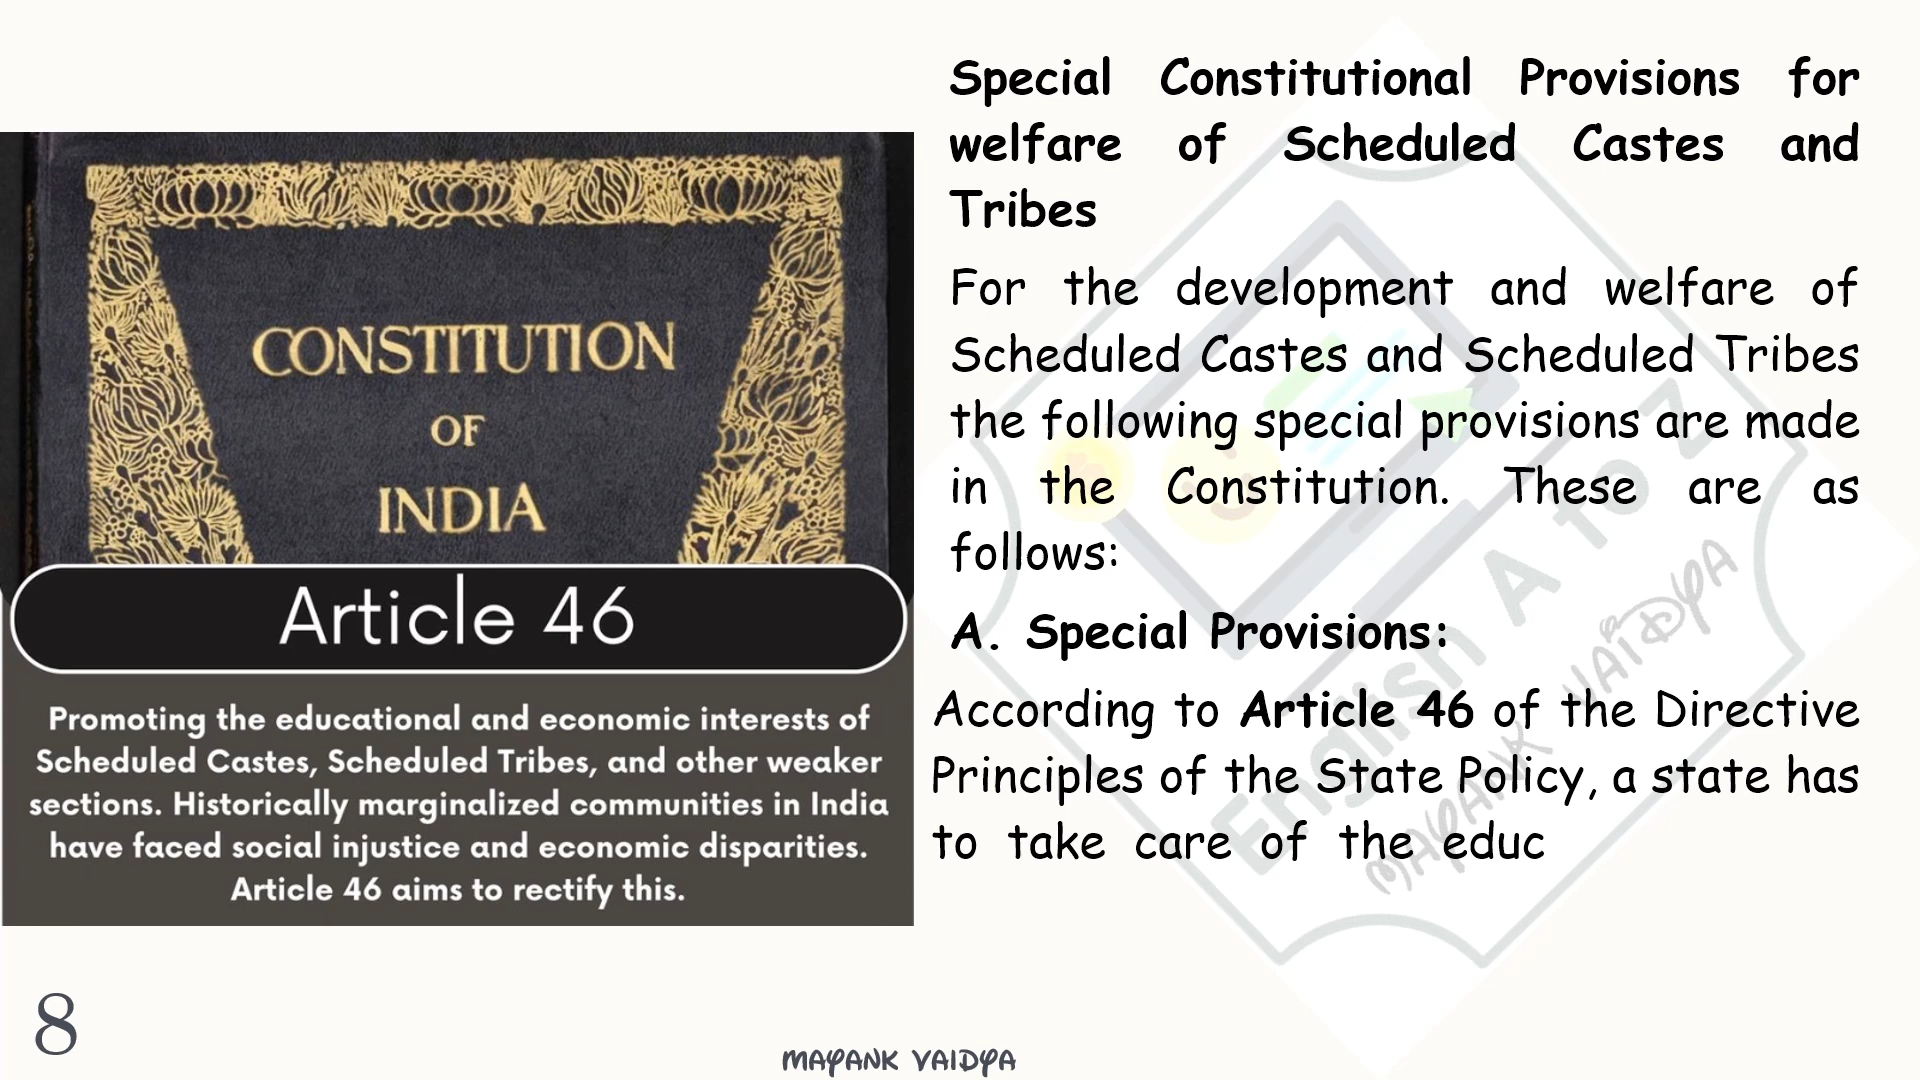 CONSTITUTION
OF
INDIA
Article 46
Promoting the educational and economic interests of
Scheduled Castes, Scheduled Tribes, and other weaker
sections. Historically marginalized communities in India
have faced social injustice and economic disparities.
Article 46 aims to rectify this.
Special Constitutional Provisions for
welfare of Scheduled Castes and
Tribes
For the development and welfare of
Scheduled Castes and Scheduled Tribes
the following special provisions are made
in the Constitution. These are as
follows:
A. Special Provisions:
According to Article 46 of the Directive
Principles of the State Policy, a state has
to take care of the educ
English A to Z
MAYANK VAIDYA
8
MAYANK VAIDYA